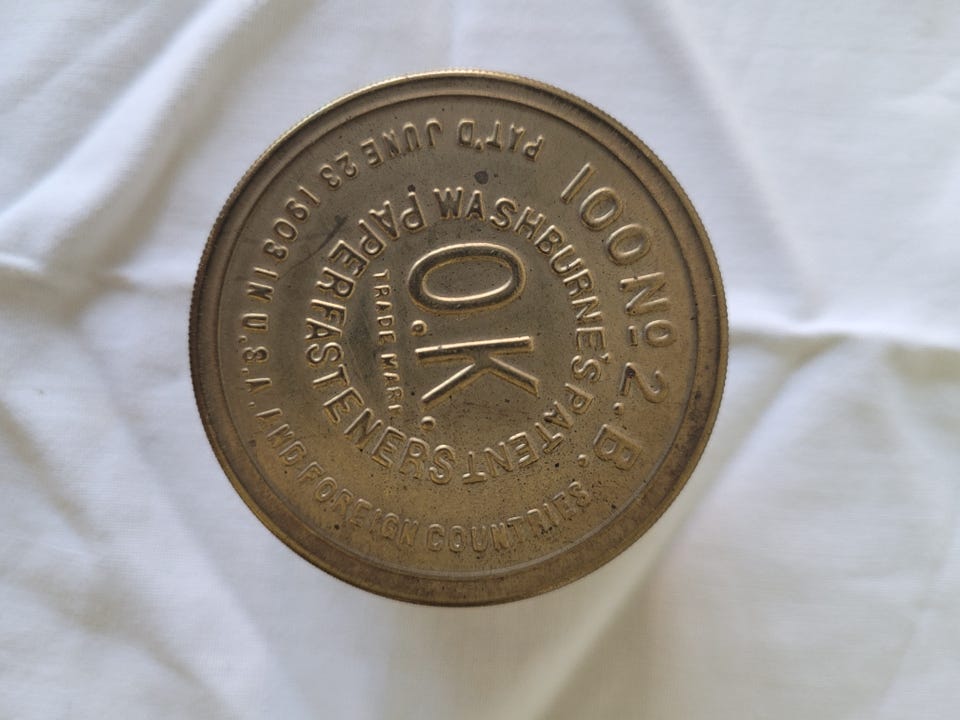 100 No 2. B.
WASHBURNE'S PATENT
O.K.
TRADE MARK.
PAPER FASTENERS
PAT'D JUNE 23 1903 IN U.S.A. AND FOREIGN COUNTRIES.